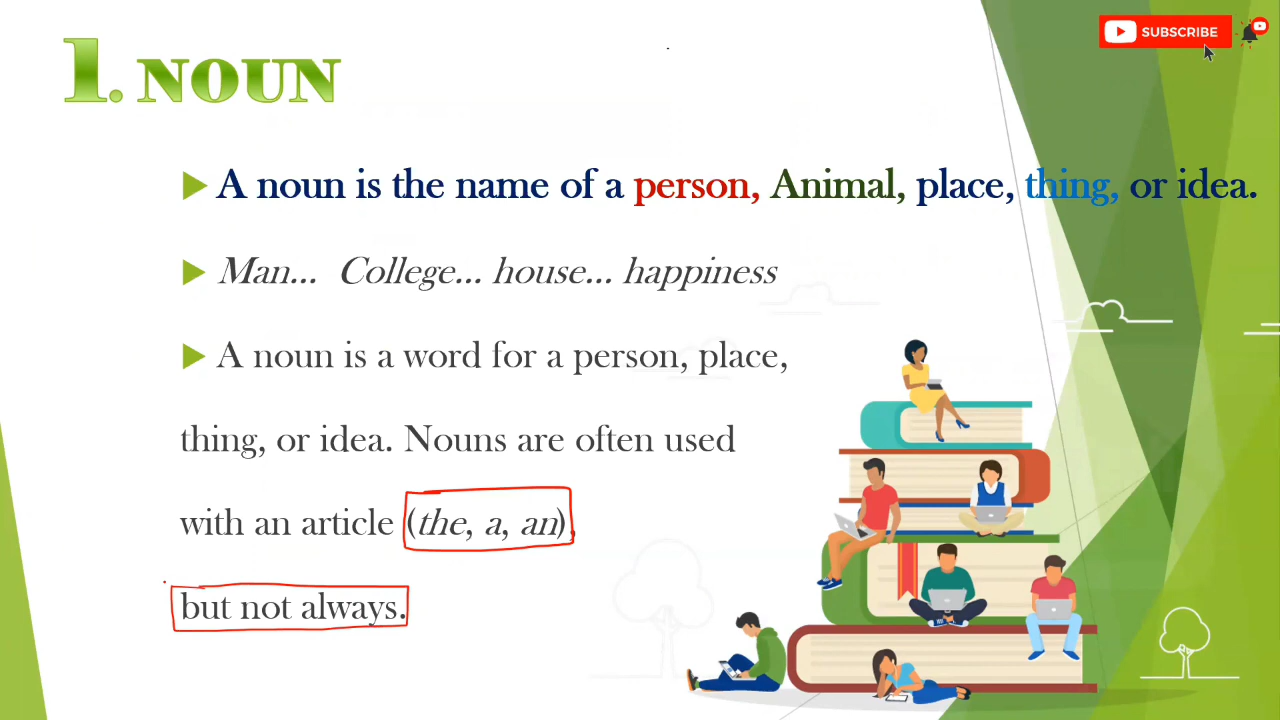 SUBSCRIBE
1. NOUN
A noun is the name of a person, Animal, place, thing, or idea.
Man... College... house... happiness
A noun is a word for a person, place,
thing, or idea. Nouns are often used
with an article (the, a, an),
but not always.